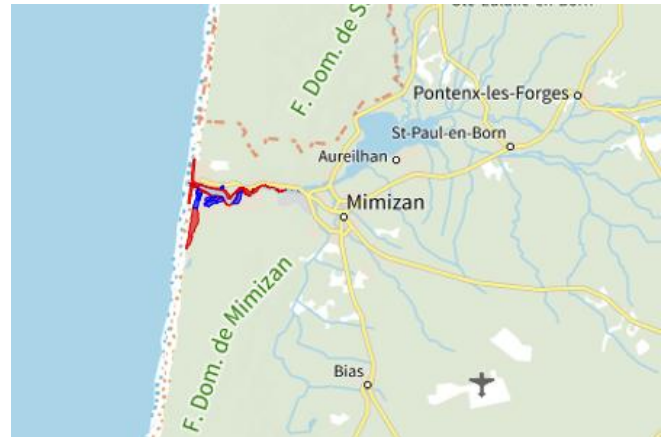 F. Dom. de S
Pontenx-les-Forges
St-Paul-en-Born
Aureilhan
Mimizan
F. Dom. de Mimizan
Bias